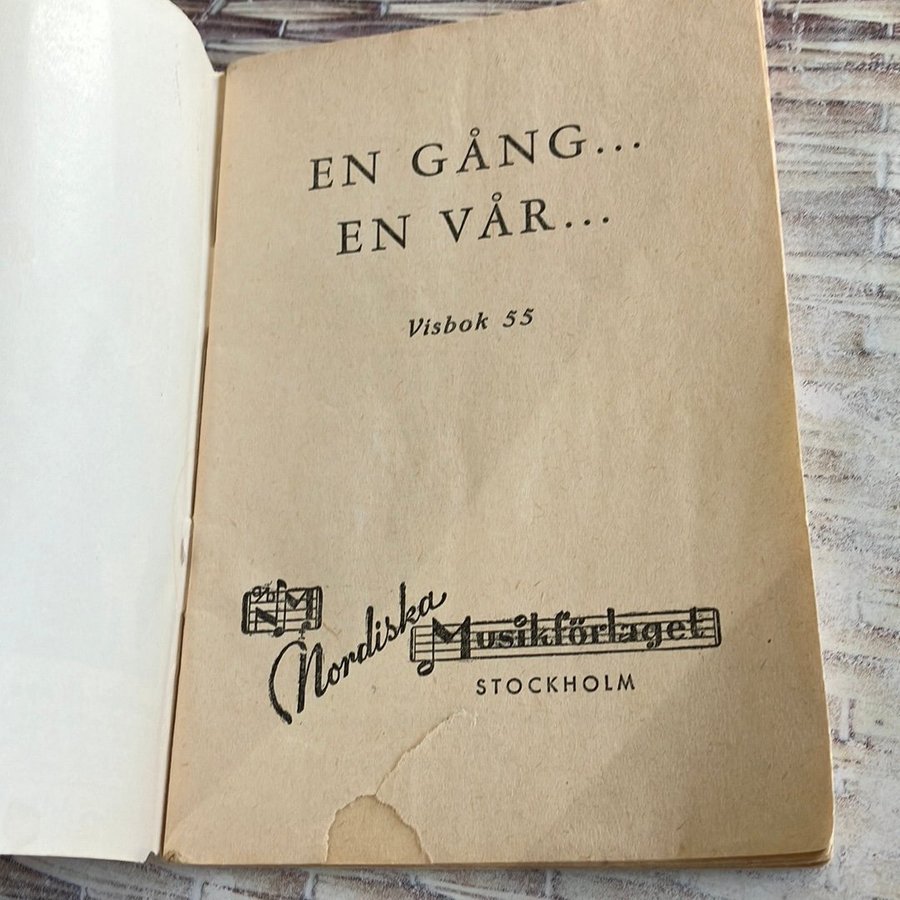 EN GÅNG...
EN VÅR...
Visbok 55
NM
Nordiska Musikförlaget
STOCKHOLM